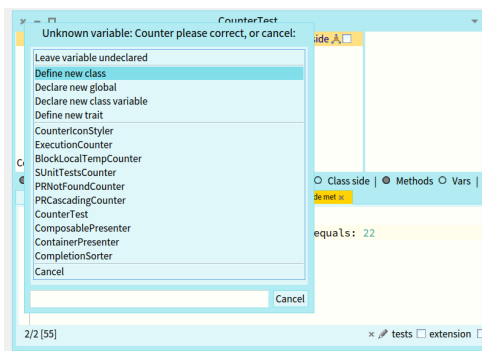 CounterTest
Unknown variable: Counter please correct, or cancel:
side
Leave variable undeclared
Define new class
Declare new global
Declare new class variable
Define new trait
CounterIconStyler
ExecutionCounter
BlockLocalTempCounter
SUnitTestsCounter
PRNotFoundCounter
PRCascadingCounter
CounterTest
ComposablePresenter
ContainerPresenter
CompletionSorter
Cancel
Class side | Methods Vars |
de met ×
equals: 22
Cancel
2/2 [55] × tests extension